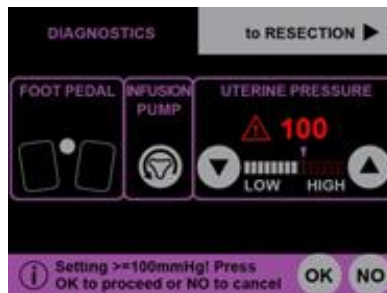 DIAGNOSTICS
to RESECTION
FOOT PEDAL
INFUSION
PUMP
UTERINE PRESSURE
100
LOW HIGH
Setting >=100mmHg! Press
OK to proceed or NO to cancel
OK NO